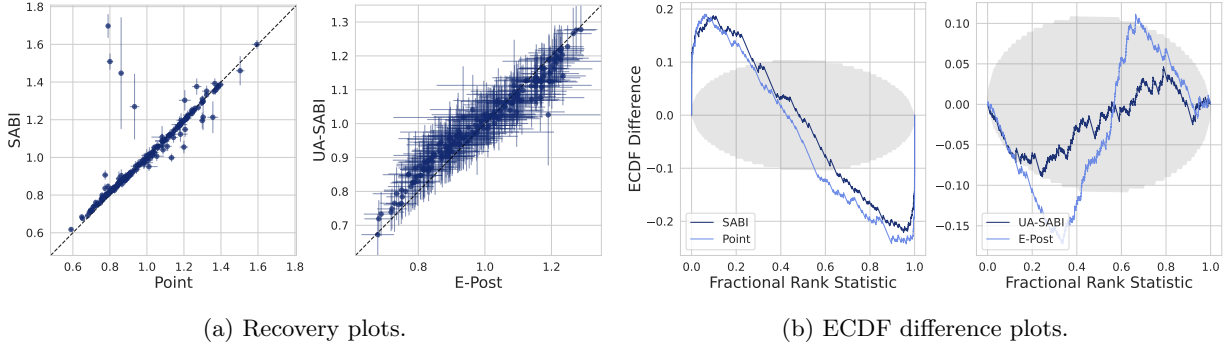 1.8
1.6
1.4
1.2
1.0
0.8
0.6
SABI
0.6 0.8 1.0 1.2 1.4 1.6 1.8
Point
1.3
1.2
1.1
1.0
0.9
0.8
0.7
UA-SABI
0.8 1.0 1.2
E-Post
0.2
0.1
0.0
−0.1
−0.2
ECDF Difference
SABI
Point
0.0 0.2 0.4 0.6 0.8 1.0
Fractional Rank Statistic
0.10
0.05
0.00
−0.05
−0.10
−0.15
UA-SABI
E-Post
0.0 0.2 0.4 0.6 0.8 1.0
Fractional Rank Statistic
(a) Recovery plots.
(b) ECDF difference plots.